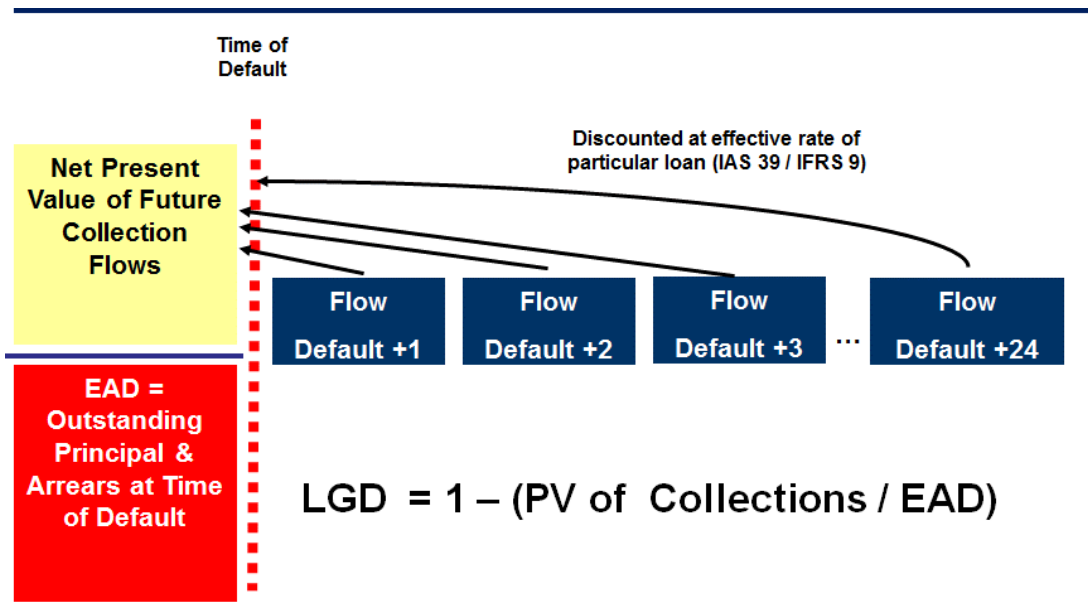 Time of
Default
Discounted at effective rate of
particular loan (IAS 39 / IFRS 9)
Net Present
Value of Future
Collection
Flows
Flow
Default +1
Flow
Default +2
Flow
Default +3
...
Flow
Default +24
EAD =
Outstanding
Principal &
Arrears at Time
of Default
LGD = 1 – (PV of Collections / EAD)